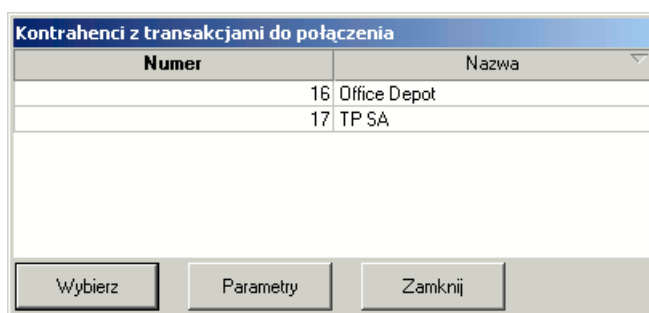 Kontrahenci z transakcjami do połączenia
Numer Nazwa
16 Office Depot
17 TP SA
Wybierz Parametry Zamknij